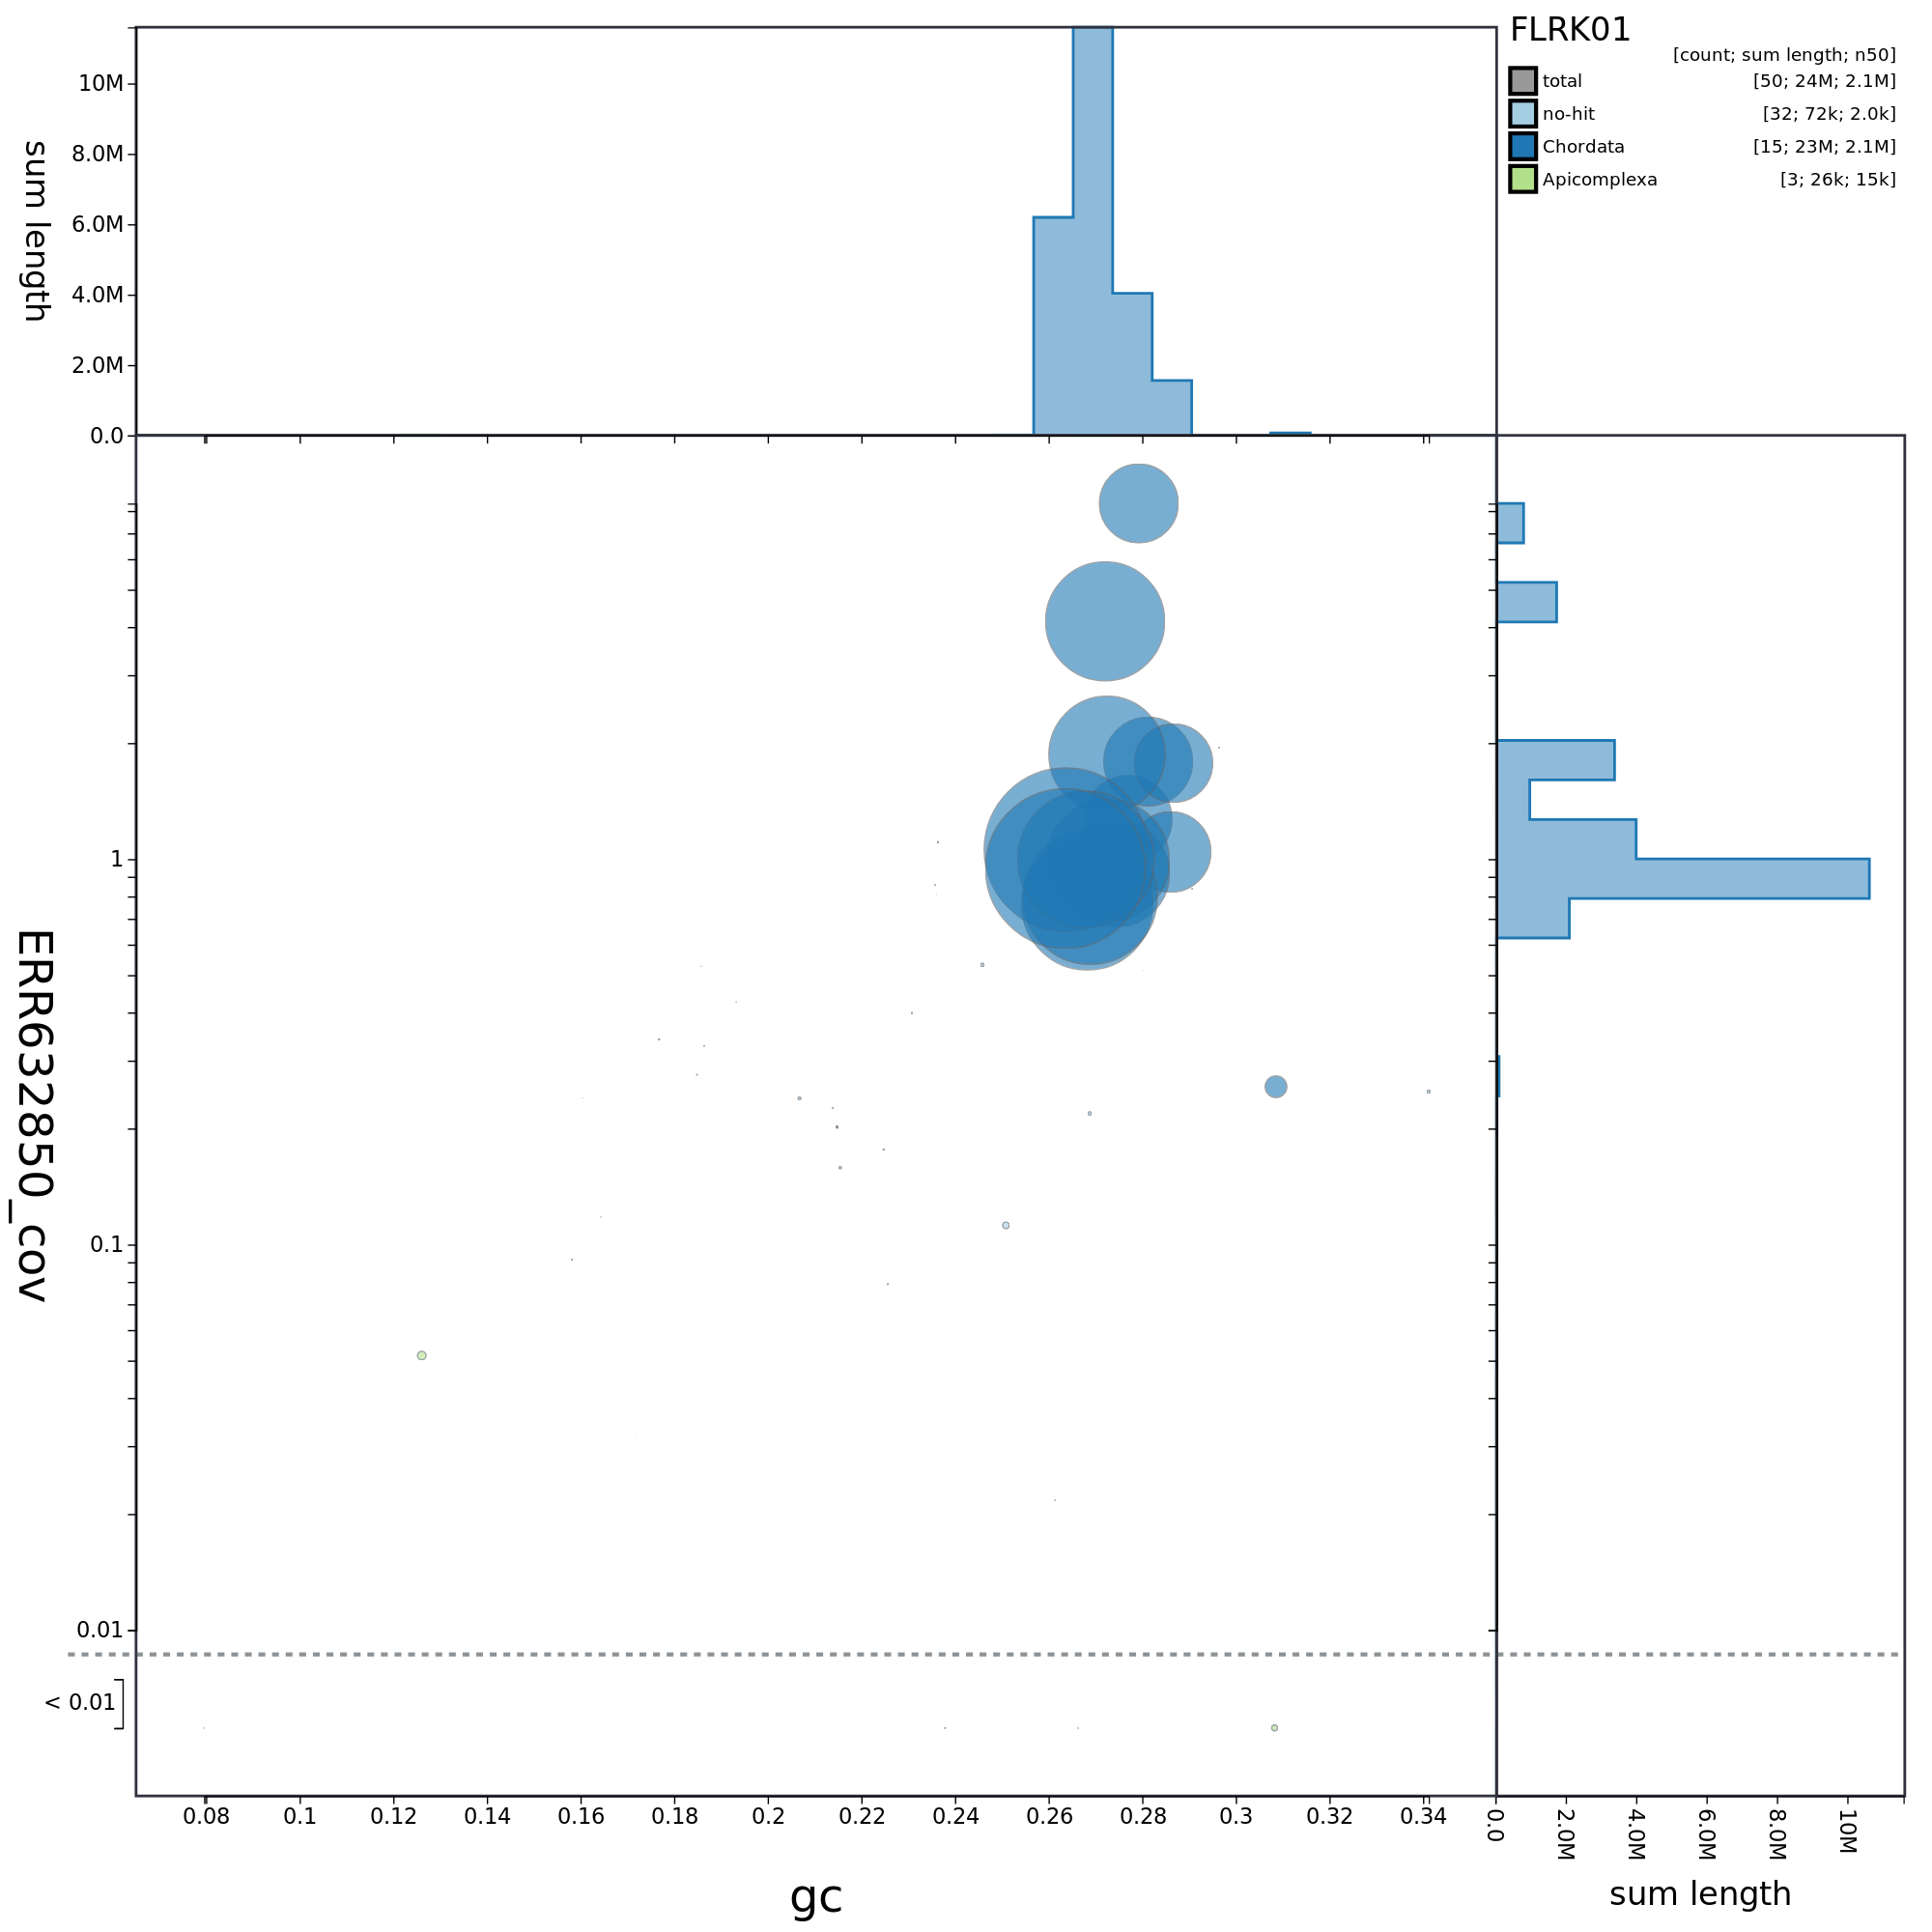 FLRK01
[count; sum length; n50]
total [50; 24M; 2.1M]
no-hit [32; 72k; 2.0k]
Chordata [15; 23M; 2.1M]
Apicomplexa [3; 26k; 15k]
sum length
10M
8.0M
6.0M
4.0M
2.0M
0.0
ERR632850_cov
1
0.1
0.01
< 0.01
0.08 0.1 0.12 0.14 0.16 0.18 0.2 0.22 0.24 0.26 0.28 0.3 0.32 0.34
gc
0.0 2.0M 4.0M 6.0M 8.0M 10M
sum length